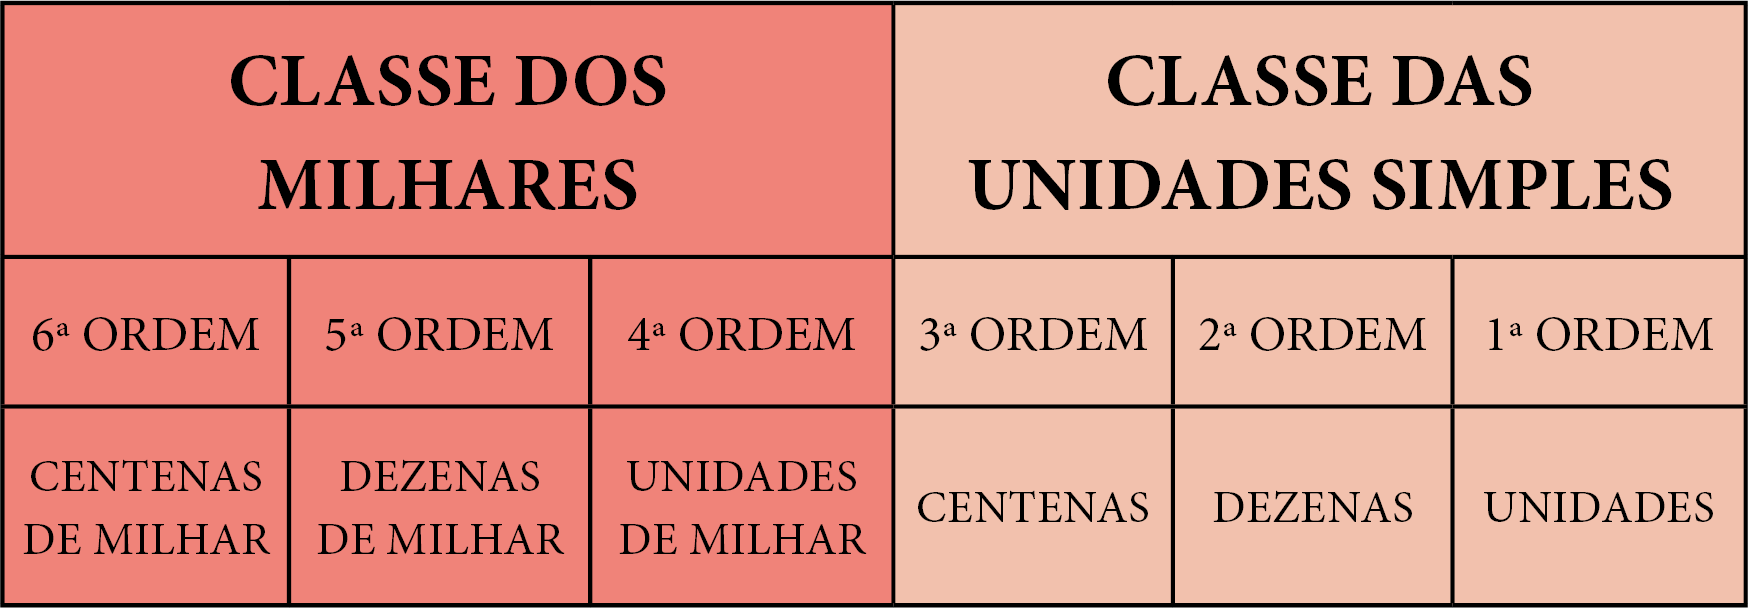 CLASSE DOS
MILHARES
CLASSE DAS
UNIDADES SIMPLES
6ª ORDEM
5ª ORDEM
4ª ORDEM
3ª ORDEM
2ª ORDEM
1ª ORDEM
CENTENAS
DE MILHAR
DEZENAS
DE MILHAR
UNIDADES
DE MILHAR
CENTENAS
DEZENAS
UNIDADES